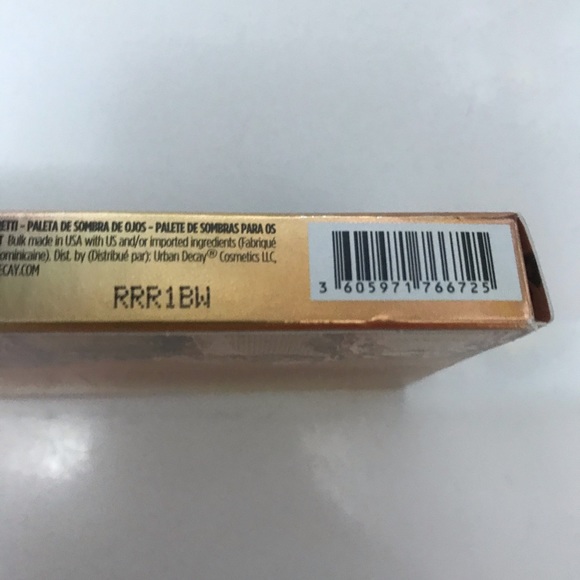 ETTI - PALETA DE SOMBRA DE OJOS - PALETE DE SOMBRAS PARA OS
T Bulk made in USA with US and/or imported ingredients (Fabriqué
ominicaine). Dist. by (Distribué par): Urban Decay® Cosmetics LLC,
ECAY.COM
RRR1BW
3 605971 766725